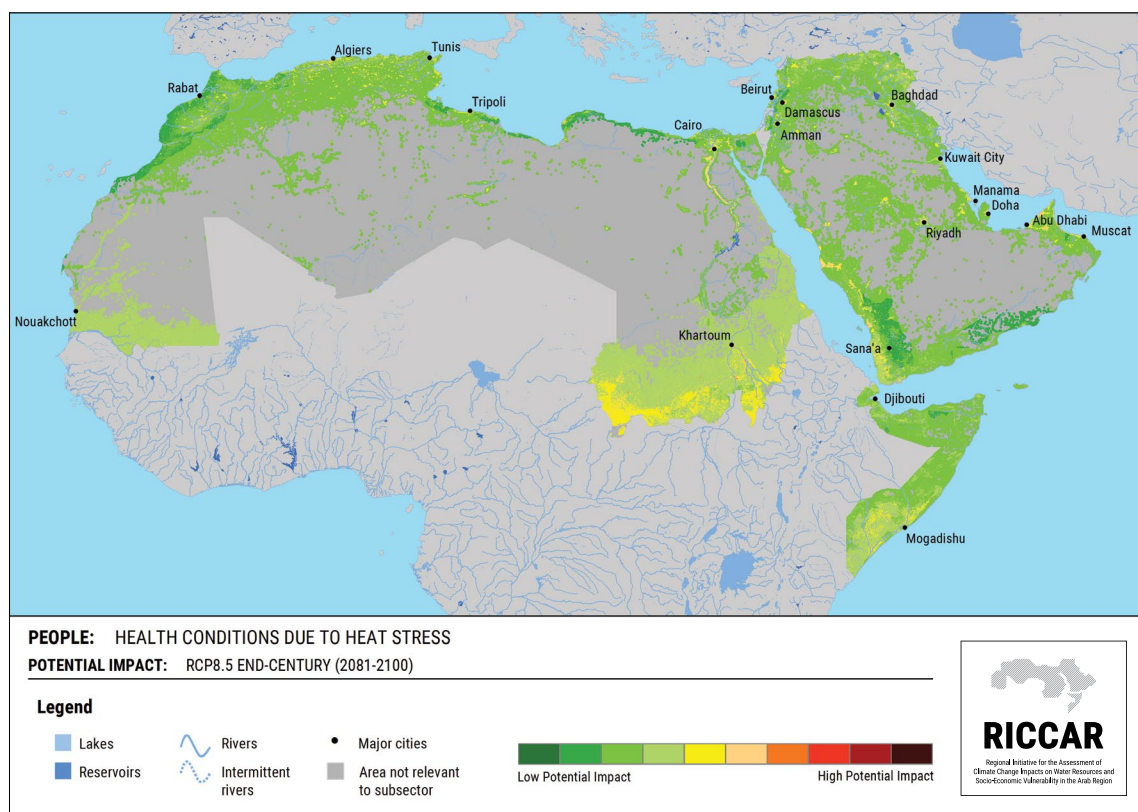 Algiers
Tunis
Rabat
Tripoli
Beirut
Baghdad
Damascus
Cairo
Amman
Kuwait City
Manama
Doha
Abu Dhabi
Riyadh
Muscat
Nouakchott
Khartoum
Sana'a
Djibouti
Mogadishu
PEOPLE: HEALTH CONDITIONS DUE TO HEAT STRESS
POTENTIAL IMPACT: RCP8.5 END-CENTURY (2081-2100)
Legend
Lakes
Reservoirs
Rivers
Intermittent
rivers
Major cities
Area not relevant
to subsector
Low Potential Impact
High Potential Impact
RICCAR
Regional Initiative for the Assessment of
Climate Change Impacts on Water Resources and
Socio-Economic Vulnerability in the Arab Region